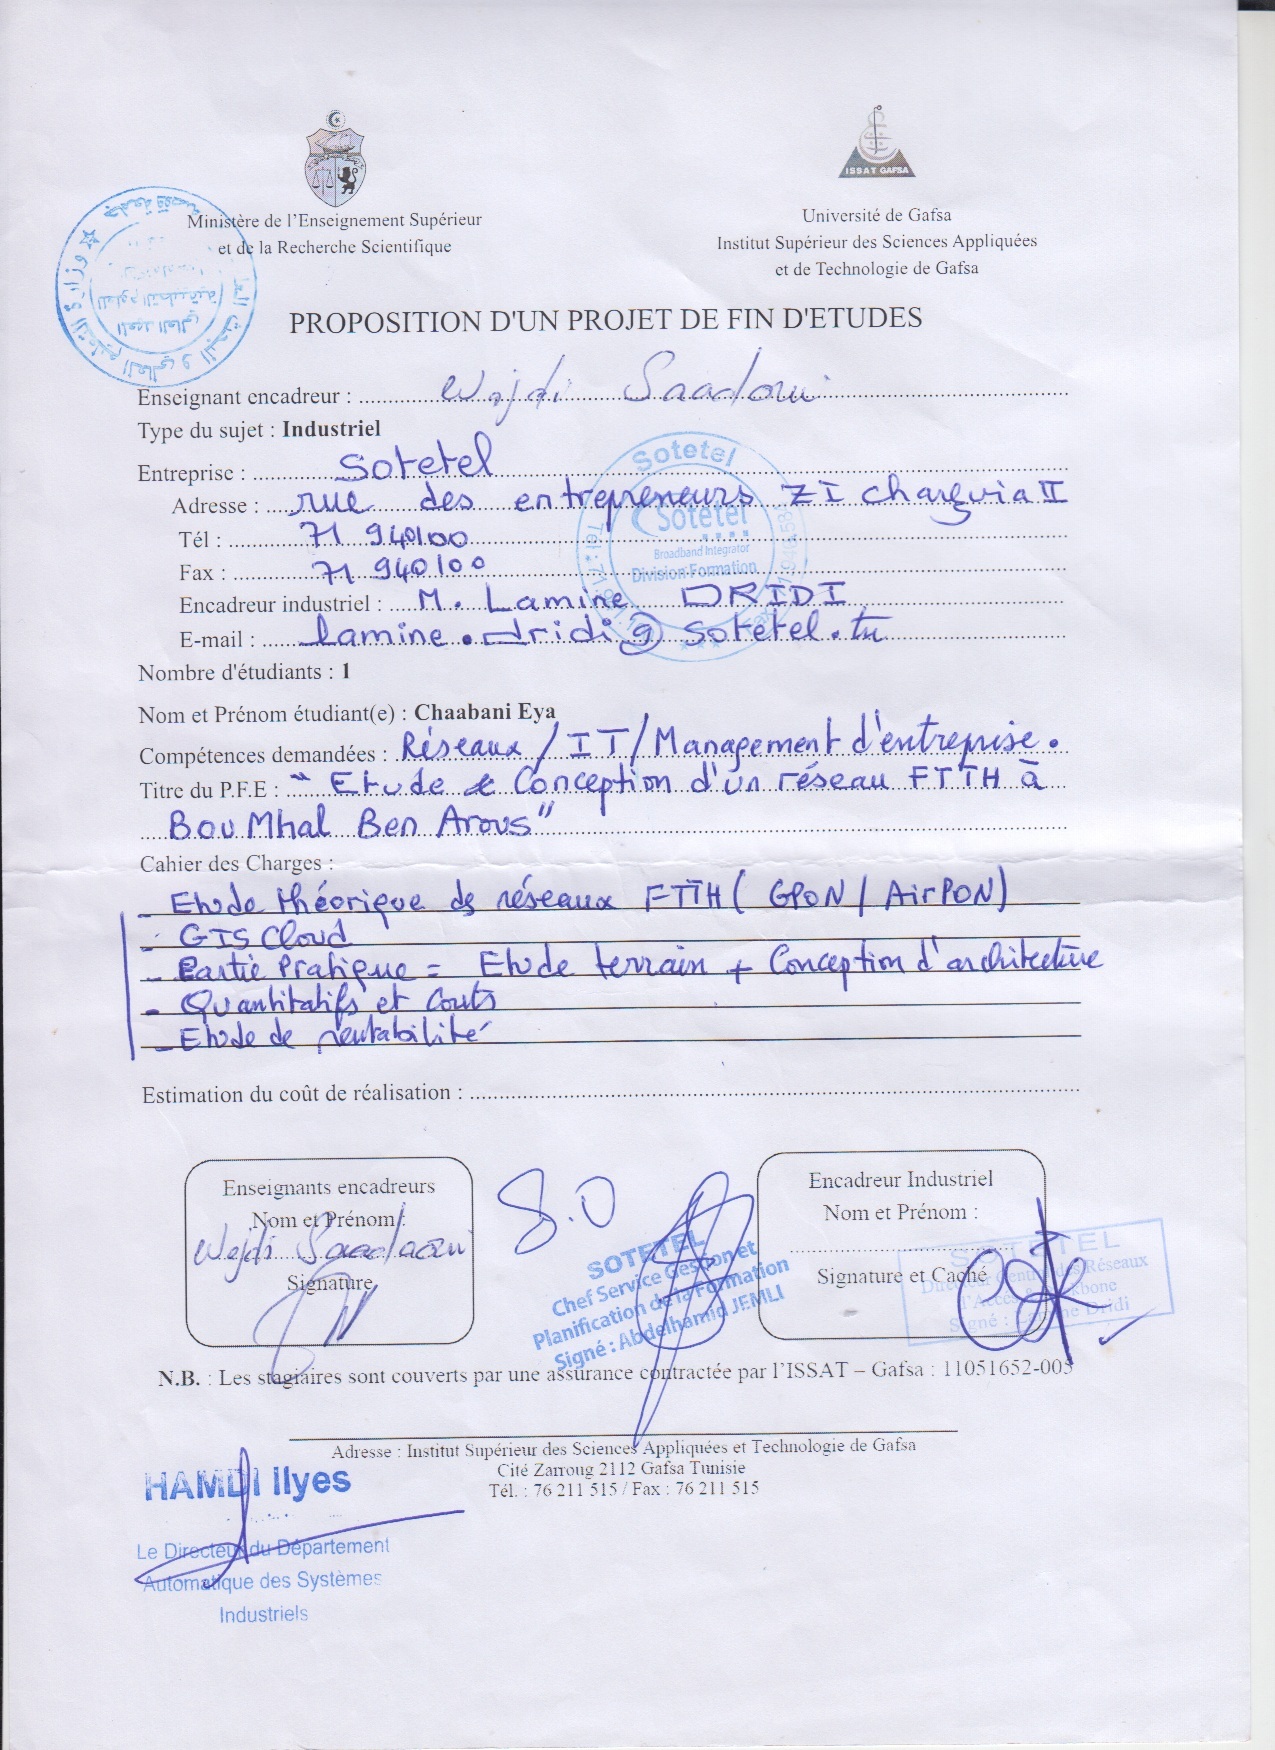 ISSAT GAFSA
Ministère de l'Enseignement Supérieur
et de la Recherche Scientifique
Université de Gafsa
Institut Supérieur des Sciences Appliquées
et de Technologie de Gafsa
PROPOSITION D'UN PROJET DE FIN D'ETUDES
Enseignant encadreur : Wajdi Saadaoui
Type du sujet : Industriel
Entreprise : Sotetel
Adresse : rue des entrepreneurs ZI charguia II
Tél : 71 940100
Fax : 71 940100
Encadreur industriel : M. Lamine DRIDI
E-mail : lamine.dridi@sotetel.tn
Sotetel
Sotetel
Broadband Integrator
Division Formation
Nombre d'étudiants : 1
Nom et Prénom étudiant(e) : Chaabani Eya
Compétences demandées : Réseaux / IT / Management d'entreprise.
Titre du P.F.E : " Etude & Conception d'un réseau FTTH à
Bou Mhal Ben Arous"
Cahier des Charges :
- Etude théorique de réseaux FTTH ( GPON / AirPON)
- GIS Cloud
- Partie Pratique = Etude terrain + Conception d'architecture
- Quantitatifs et Couts
- Etude de rentabilité
Estimation du coût de réalisation :
Enseignants encadreurs
Nom et Prénom :
Wajdi Saadaoui
Signature
S.O
SOTETEL
Chef Service Gestion et
Planification de la Formation
Signé : Abdelhamid JEMLI
Encadreur Industriel
Nom et Prénom :
Signature et Caché
SOTETEL
Directeur Central des Réseaux
d'Accès & Backbone
Signé : Lamine Dridi
N.B. : Les stagiaires sont couverts par une assurance contractée par l'ISSAT – Gafsa : 11051652-005
Adresse : Institut Supérieur des Sciences Appliquées et Technologie de Gafsa
Cité Zarroug 2112 Gafsa Tunisie
Tél. : 76 211 515 / Fax : 76 211 515
HAMDI Ilyes
Le Directeur du Département
Automatique des Systèmes
Industriels